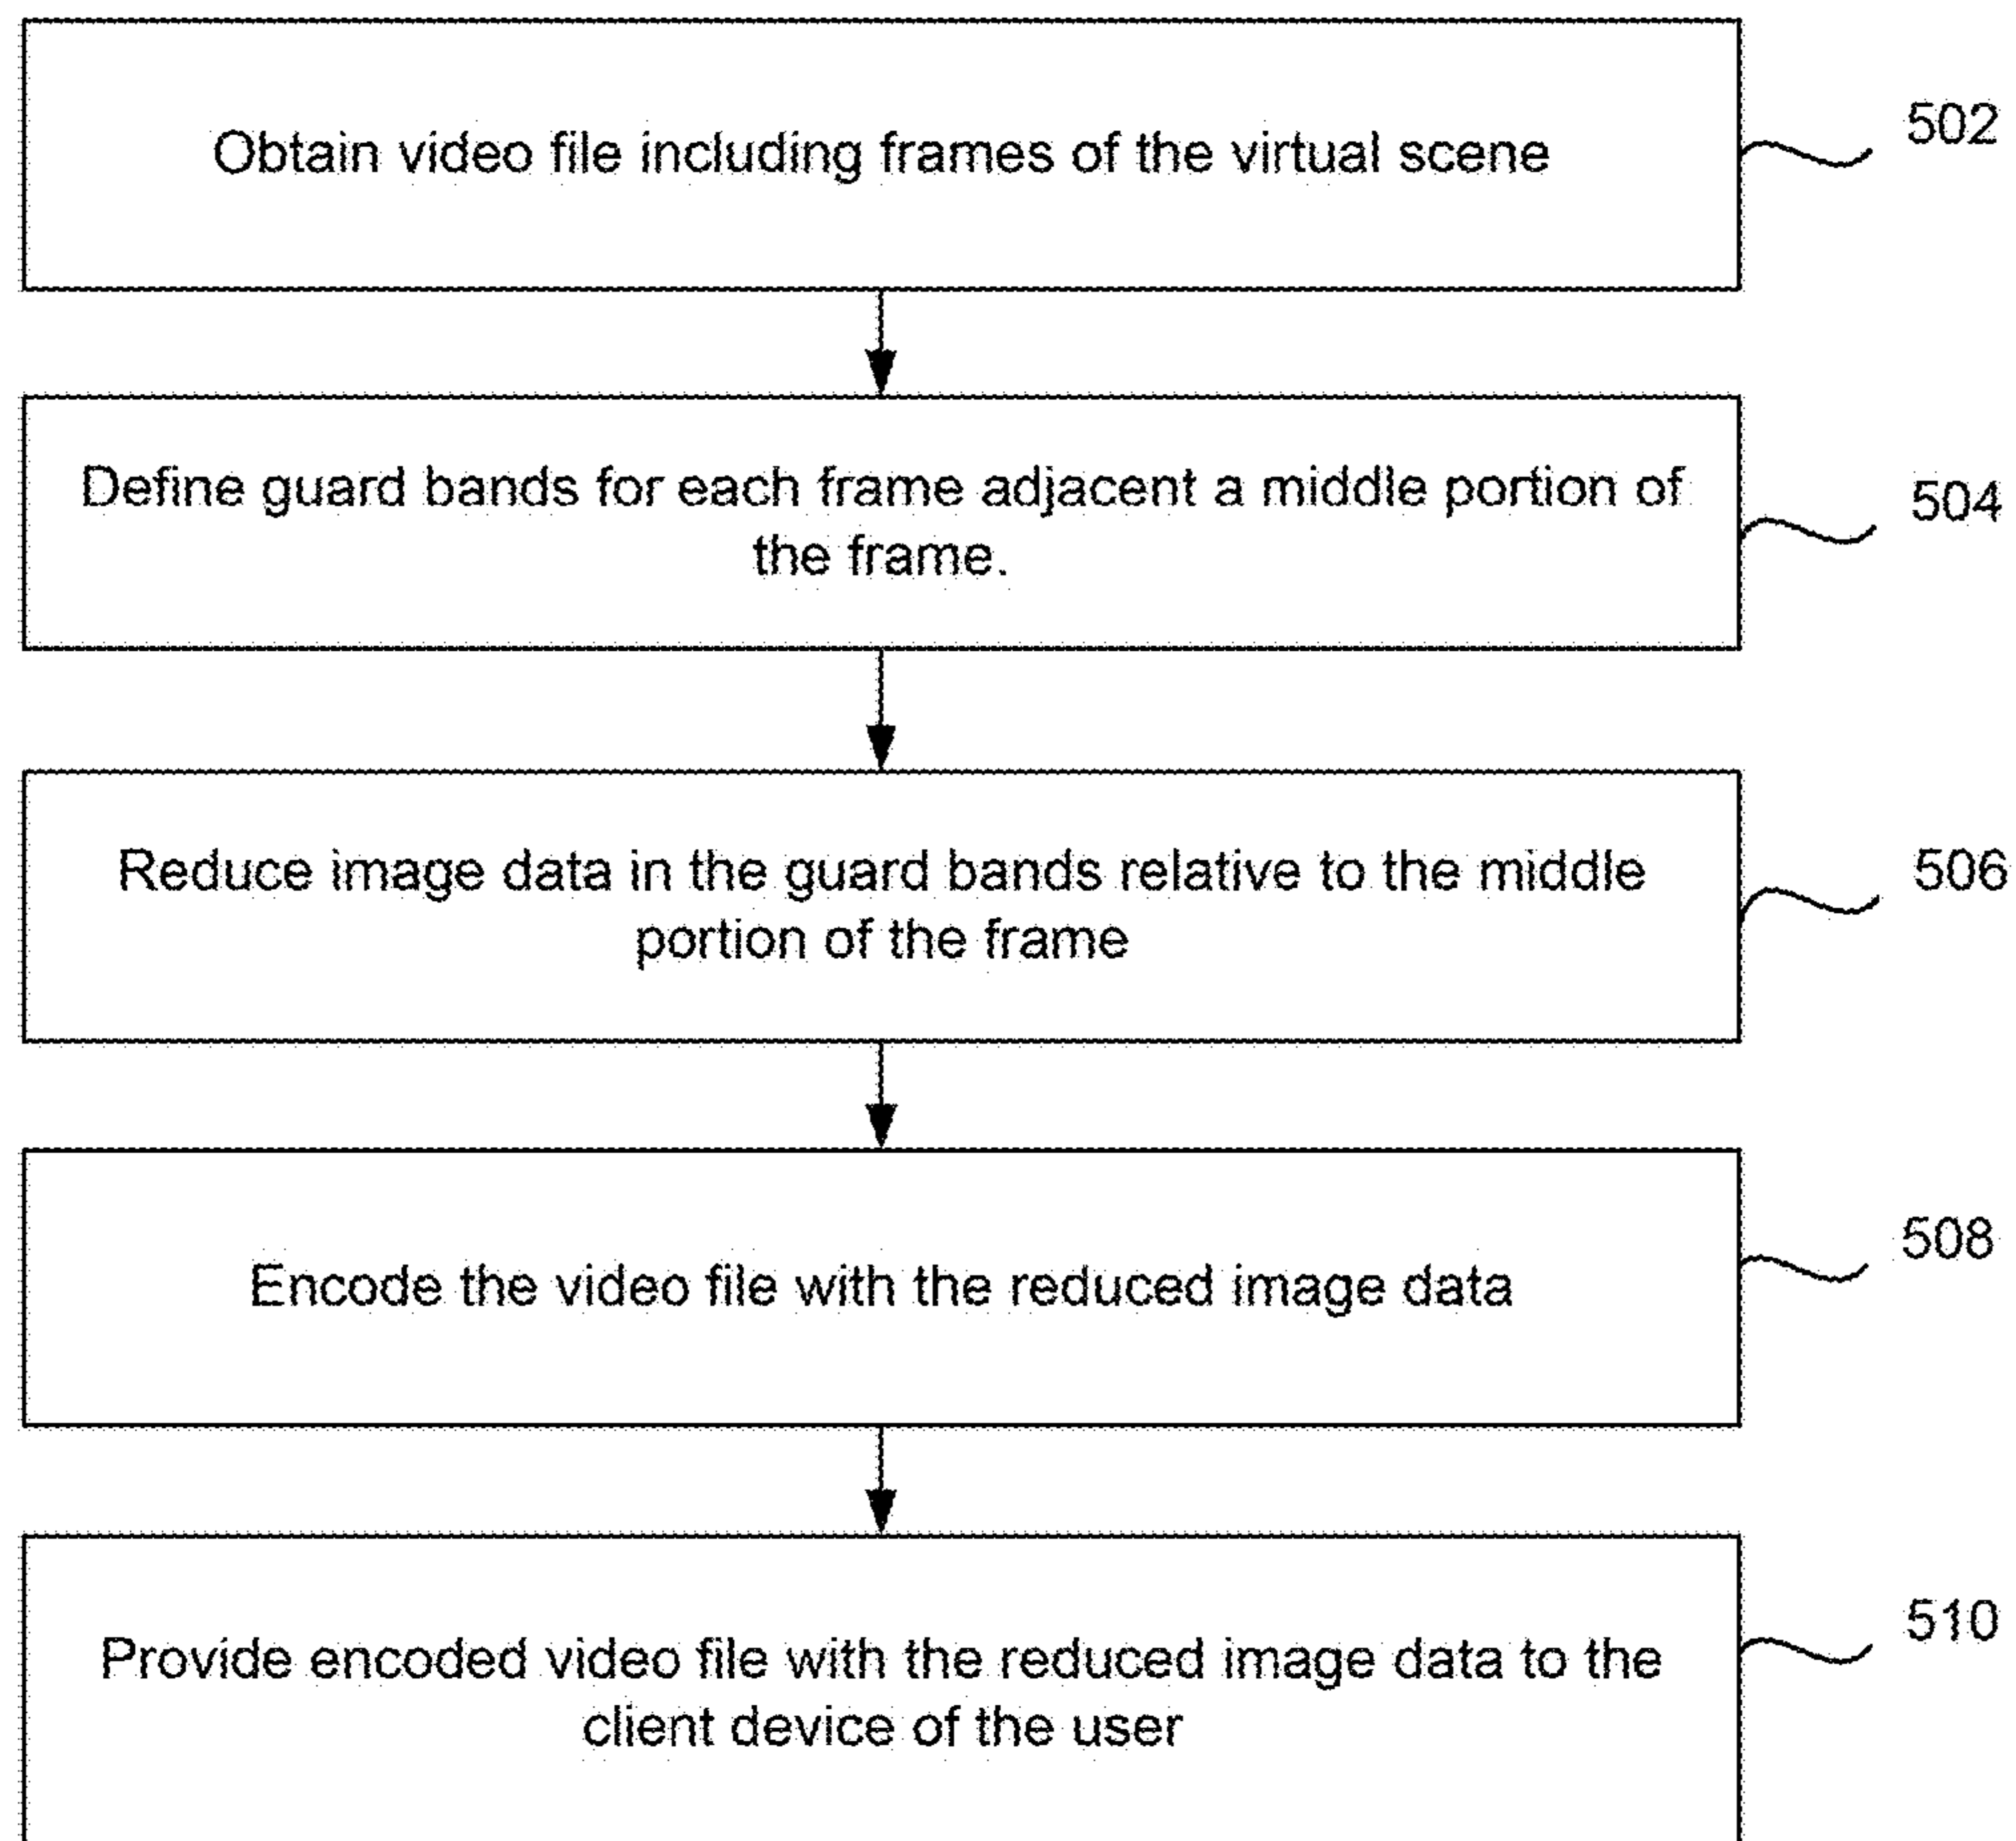 Obtain video file including frames of the virtual scene
502
Define guard bands for each frame adjacent a middle portion of
the frame.
504
Reduce image data in the guard bands relative to the middle
portion of the frame
506
Encode the video file with the reduced image data
508
Provide encoded video file with the reduced image data to the
client device of the user
510